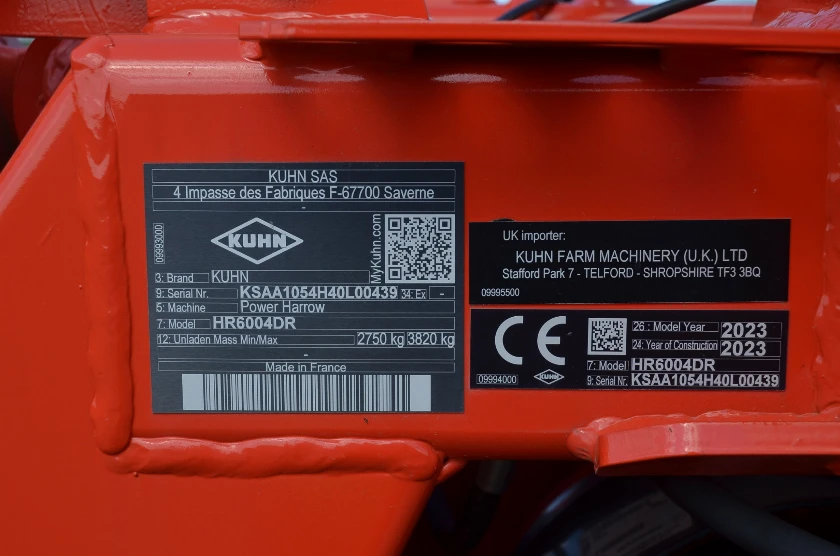 KUHN SAS
4 Impasse des Fabriques F-67700 Saverne
-
09993000
KUHN
MyKuhn.com
3: Brand KUHN
9: Serial Nr. KSAA1054H40L00439 34: Ex -
5: Machine Power Harrow
7: Model HR6004DR
12: Unladen Mass Min/Max 2750 kg 3820 kg
-
Made in France
UK importer:
KUHN FARM MACHINERY (U.K.) LTD
Stafford Park 7 - TELFORD - SHROPSHIRE TF3 3BQ
09995500
CE
26 : Model Year 2023
24: Year of Construction 2023
7: Model HR6004DR
09994000 KUHN 9: Serial Nr. KSAA1054H40L00439